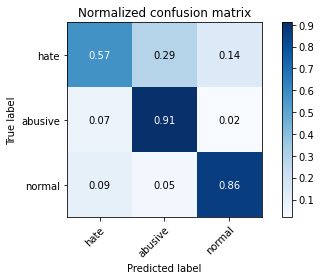 Normalized confusion matrix
True label
hate
abusive
normal
0.57 0.29 0.14
0.07 0.91 0.02
0.09 0.05 0.86
hate
abusive
normal
Predicted label
0.9
0.8
0.7
0.6
0.5
0.4
0.3
0.2
0.1